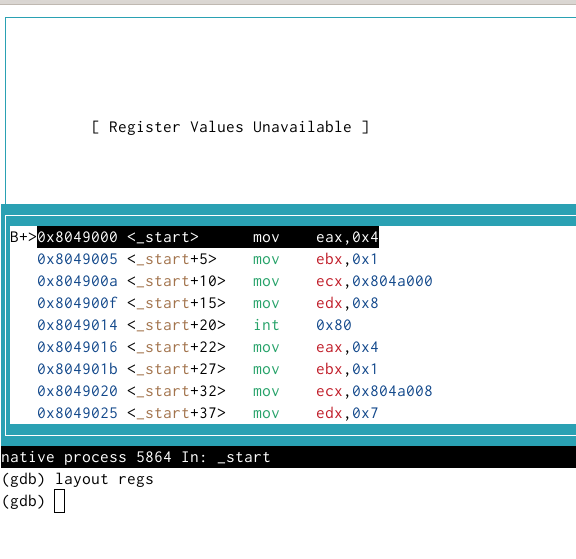 [ Register Values Unavailable ]
B+>0x8049000 <_start>      mov    eax,0x4
0x8049005 <_start+5>    mov    ebx,0x1
0x804900a <_start+10>   mov    ecx,0x804a000
0x804900f <_start+15>   mov    edx,0x8
0x8049014 <_start+20>   int    0x80
0x8049016 <_start+22>   mov    eax,0x4
0x804901b <_start+27>   mov    ebx,0x1
0x8049020 <_start+32>   mov    ecx,0x804a008
0x8049025 <_start+37>   mov    edx,0x7
native process 5864 In: _start
(gdb) layout regs
(gdb)